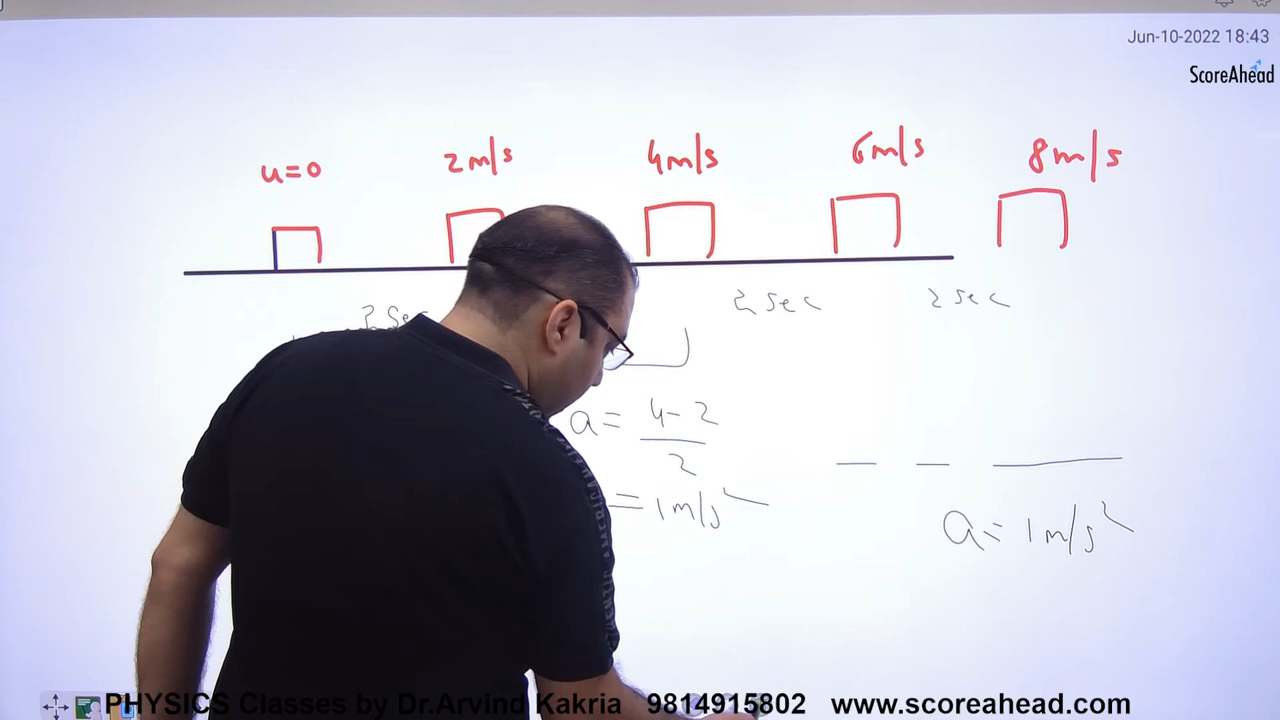 Jun-10-2022 18:43
ScoreAhead
u=0 2m/s 4m/s 6m/s 8m/s
2 Sec 2 Sec 2 Sec
a = 4-2
2
= 1m/s²
a= 1m/s²
PHYSICS Classes by Dr.Arvind Kakria 9814915802 www.scoreahead.com